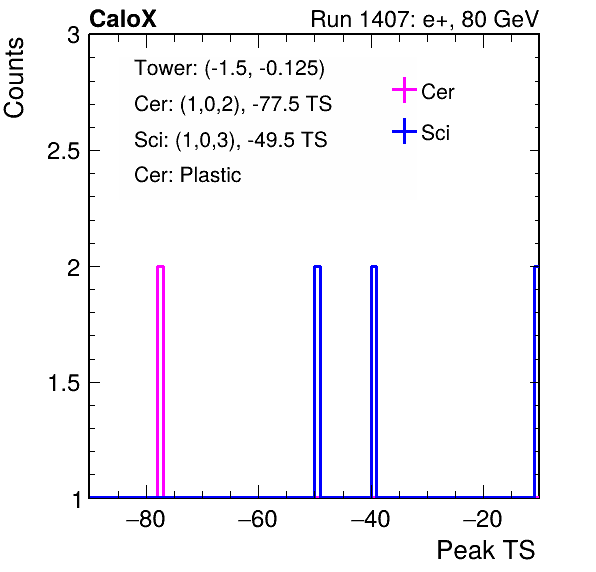 CaloX
Run 1407: e+, 80 GeV
Counts
3
2.5
2
1.5
1
Tower: (-1.5, -0.125)
Cer: (1,0,2), -77.5 TS
Sci: (1,0,3), -49.5 TS
Cer: Plastic
Cer
Sci
−80
−60
−40
−20
Peak TS